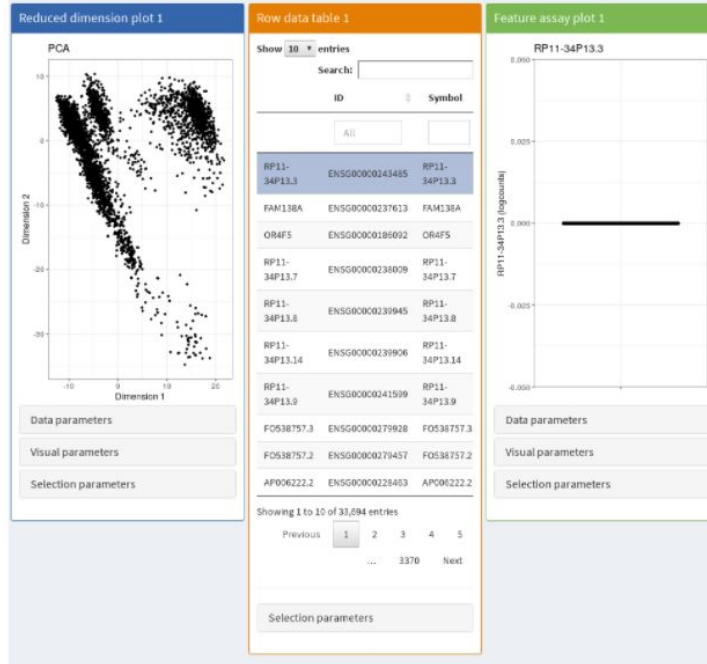 Reduced dimension plot 1
PCA
10
0
-10
-20
-30
Dimension 2
-10 0 10 20
Dimension 1
Data parameters
Visual parameters
Selection parameters
Row data table 1
Show 10 entries
Search:
ID Symbol
All
RP11-
34P13.3 ENSG00000243485 RP11-
34P13.3
FAM138A ENSG00000237613 FAM138A
OR4F5 ENSG00000186092 OR4F5
RP11-
34P13.7 ENSG00000238009 RP11-
34P13.7
RP11-
34P13.8 ENSG00000239945 RP11-
34P13.8
RP11-
34P13.14 ENSG00000239906 RP11-
34P13.14
RP11-
34P13.9 ENSG00000241599 RP11-
34P13.9
FO538757.3 ENSG00000279928 FO538757.3
FO538757.2 ENSG00000279457 FO538757.2
AP006222.2 ENSG00000228463 AP006222.2
Showing 1 to 10 of 33,694 entries
Previous 1 2 3 4 5
... 3370 Next
Selection parameters
Feature assay plot 1
RP11-34P13.3
0.050
0.025
0.000
-0.025
-0.050
RP11-34P13.3 (logcounts)
Data parameters
Visual parameters
Selection parameters